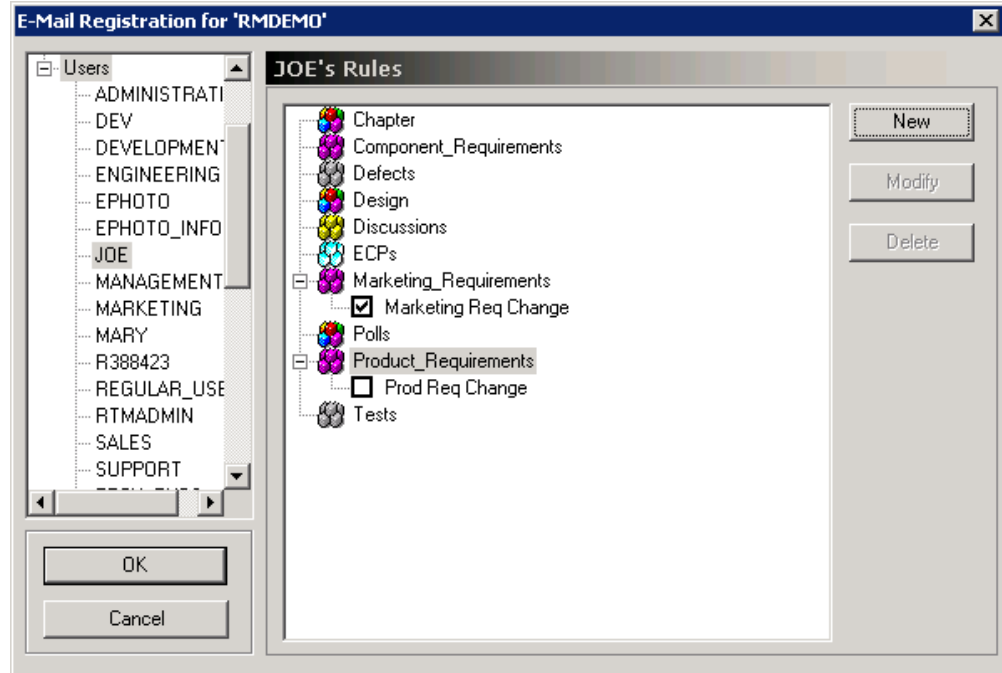 E-Mail Registration for 'RMDEMO'
Users
ADMINISTRATI
DEV
DEVELOPMEN
ENGINEERING
EPHOTO
EPHOTO_INFO
JOE
MANAGEMENT
MARKETING
MARY
R388423
REGULAR_USE
RTMADMIN
SALES
SUPPORT
OK
Cancel
JOE's Rules
Chapter
Component_Requirements
Defects
Design
Discussions
ECPs
Marketing_Requirements
Marketing Req Change
Polls
Product_Requirements
Prod Req Change
Tests
New
Modify
Delete